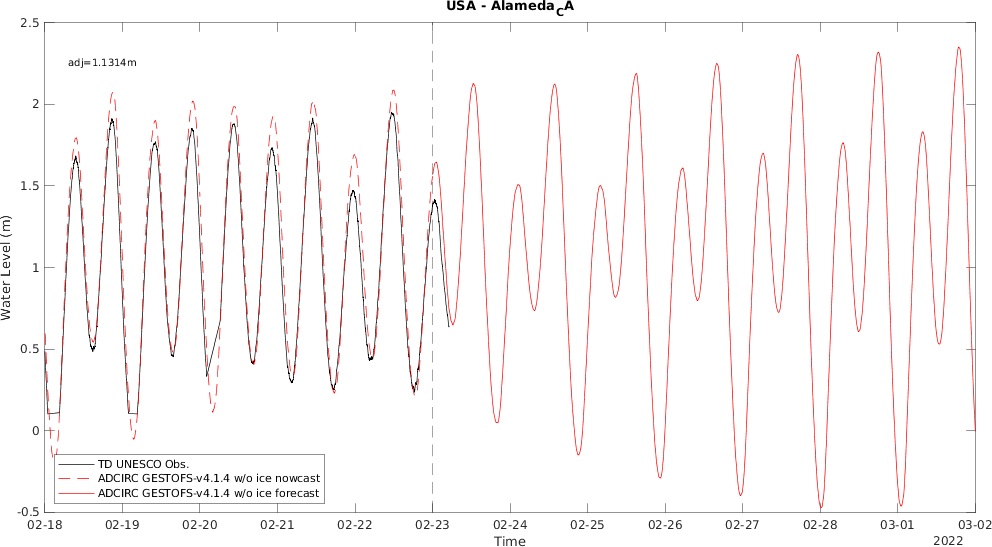 USA - AlamedaCA
adj=1.1314m
2.5
2
1.5
1
0.5
0
-0.5
Water Level (m)
TD UNESCO Obs.
ADCIRC GESTOFS-v4.1.4 w/o ice nowcast
ADCIRC GESTOFS-v4.1.4 w/o ice forecast
02-18 02-19 02-20 02-21 02-22 02-23 02-24 02-25 02-26 02-27 02-28 03-01 03-02
Time
2022